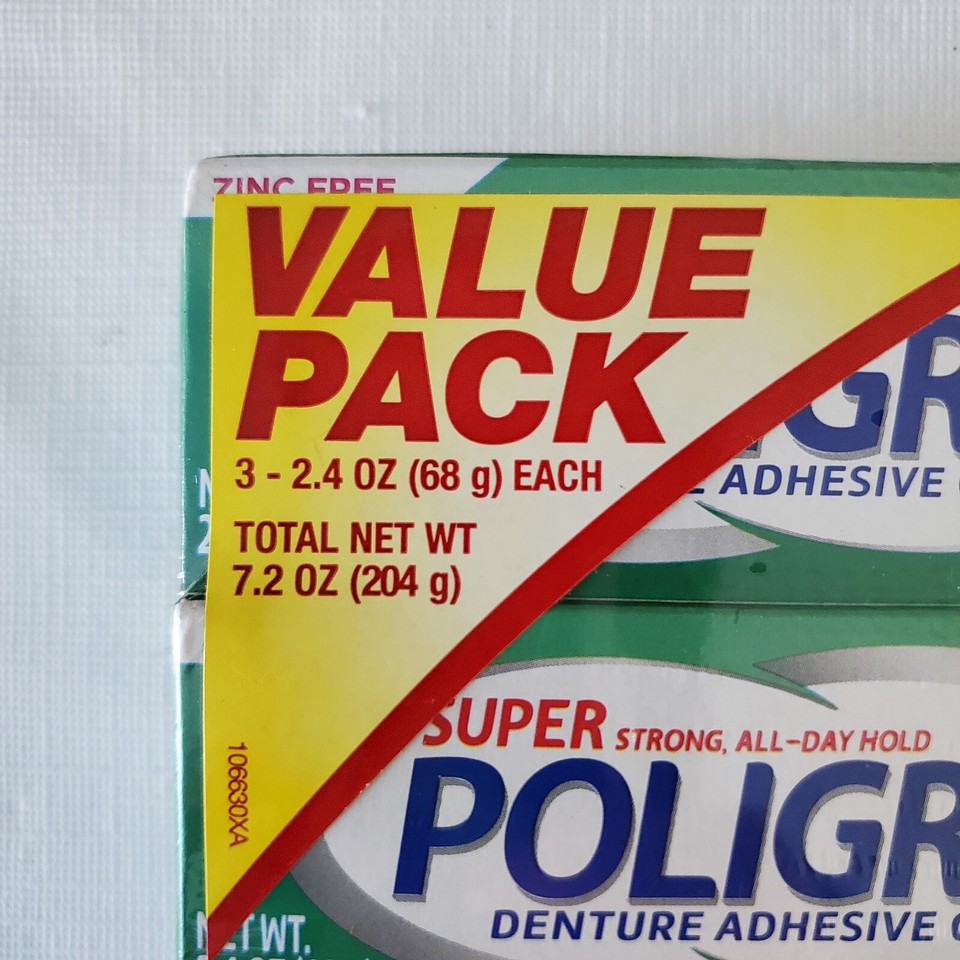 ZINC FREE
VALUE
PACK
3 - 2.4 OZ (68 g) EACH
TOTAL NET WT
7.2 OZ (204 g)
ADHESIVE
SUPER STRONG, ALL-DAY HOLD
POLIGR
DENTURE ADHESIVE C
NET WT.
106630XA